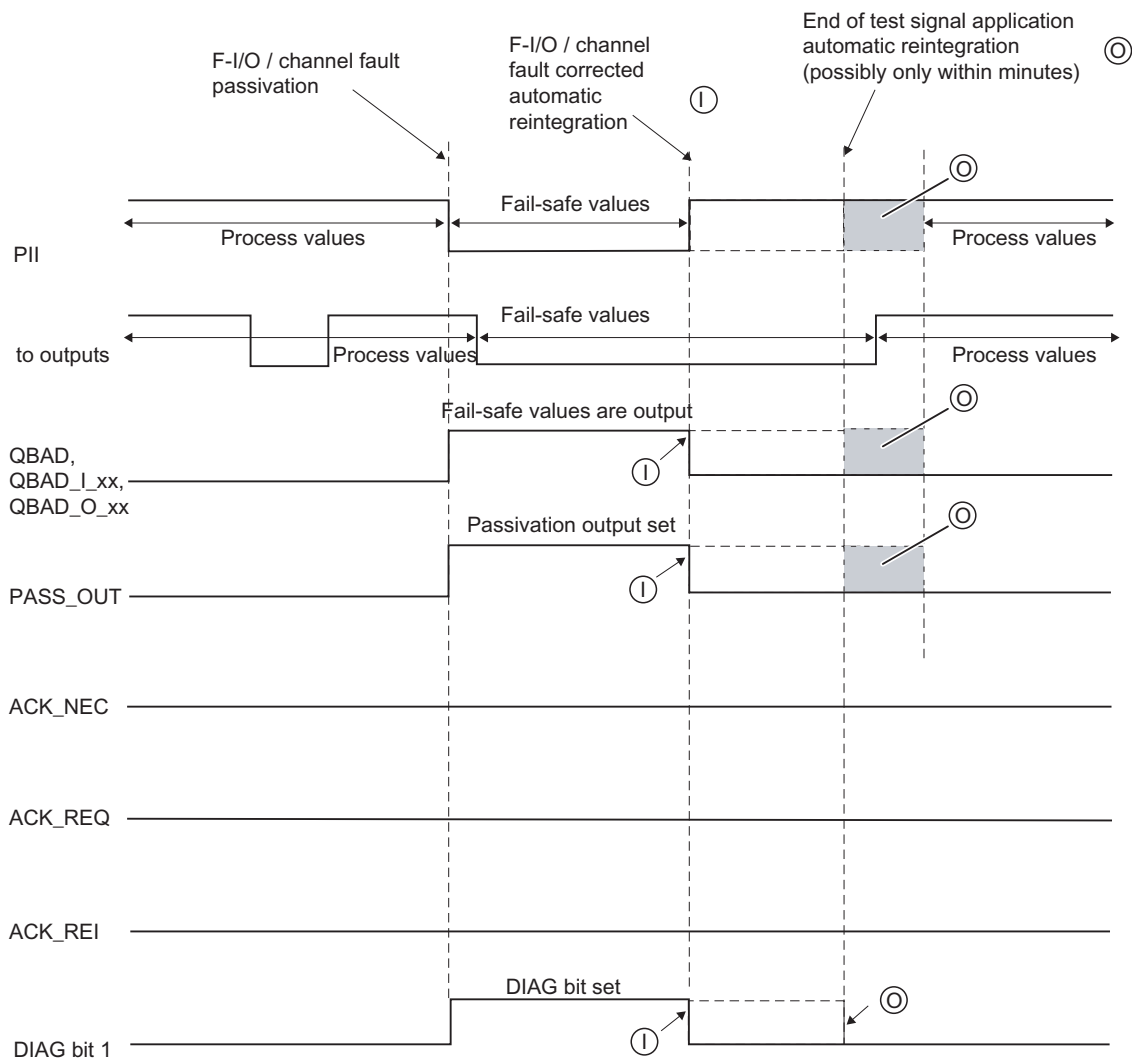 End of test signal application
automatic reintegration
(possibly only within minutes)
O
F-I/O / channel fault
passivation
F-I/O / channel
fault corrected
automatic
reintegration
I
O
Fail-safe values
Process values
Process values
PII
Fail-safe values
to outputs
Process values
Process values
Fail-safe values are output
O
QBAD,
QBAD_I_xx,
QBAD_O_xx
I
Passivation output set
O
PASS_OUT
I
ACK_NEC
ACK_REQ
ACK_REI
DIAG bit set
O
I
DIAG bit 1